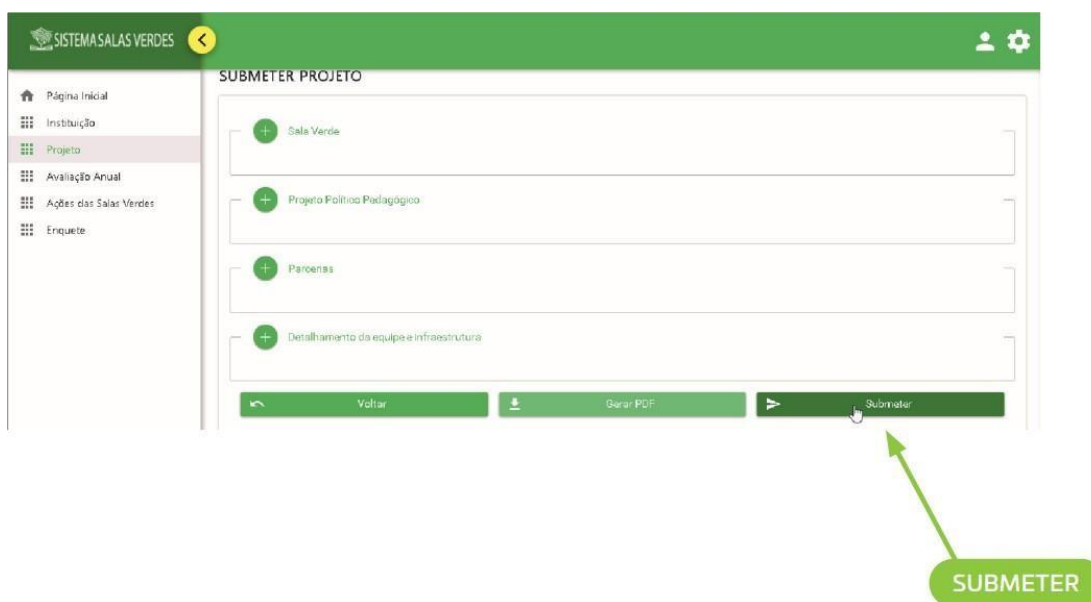 SISTEMA SALAS VERDES
SUBMETER PROJETO
Página Inicial
Instituição
Projeto
Avaliação Anual
Ações das Salas Verdes
Enquete
Sala Verde
Projeto Político Pedagógico
Parcerias
Detalhamento da equipe e infraestrutura
Voltar
Gerar PDF
Submeter
SUBMETER